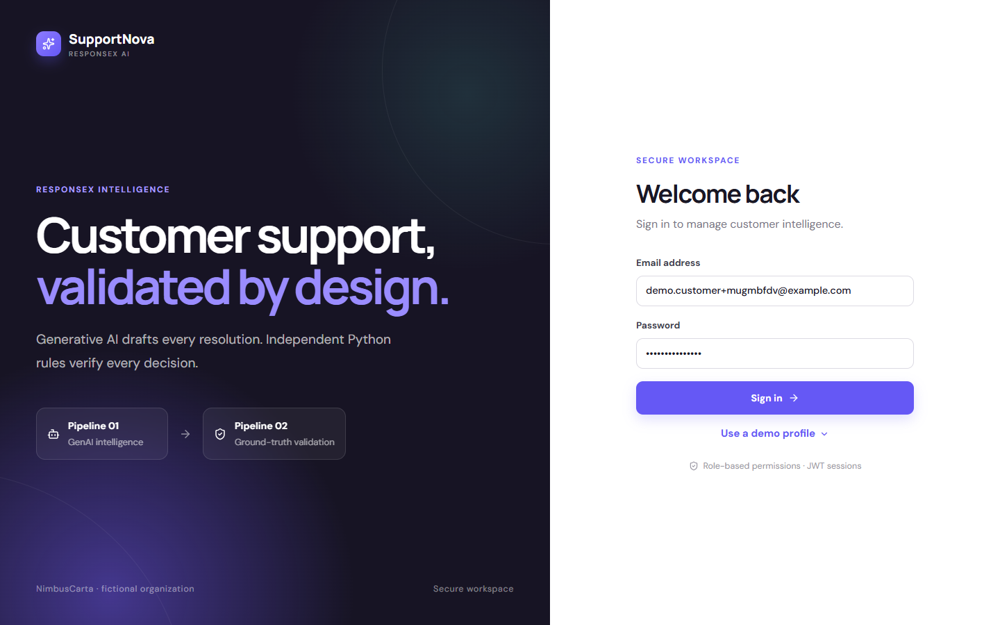 SupportNova
RESPONSEX AI
RESPONSEX INTELLIGENCE
Customer support,
validated by design.
Generative AI drafts every resolution. Independent Python
rules verify every decision.
Pipeline 01
GenAI intelligence
Pipeline 02
Ground-truth validation
NimbusCarta · fictional organization
Secure workspace
SECURE WORKSPACE
Welcome back
Sign in to manage customer intelligence.
Email address
demo.customer+mugmbfdv@example.com
Password
•••••••••••••••
Sign in
Use a demo profile
Role-based permissions · JWT sessions